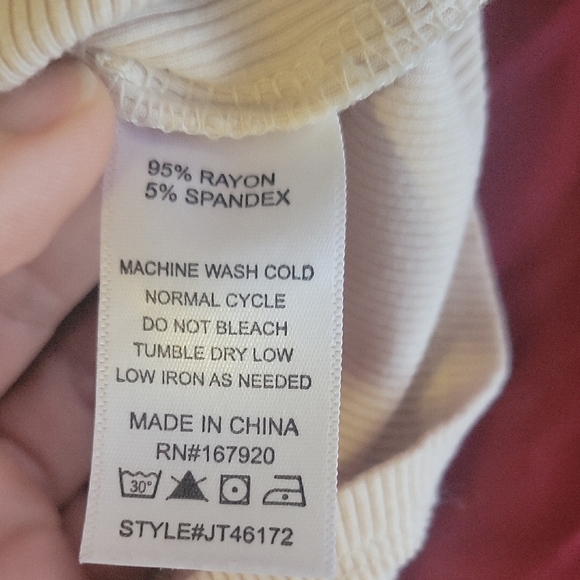 95% RAYON
5% SPANDEX
MACHINE WASH COLD
NORMAL CYCLE
DO NOT BLEACH
TUMBLE DRY LOW
LOW IRON AS NEEDED
MADE IN CHINA
RN#167920
30°
STYLE#JT46172